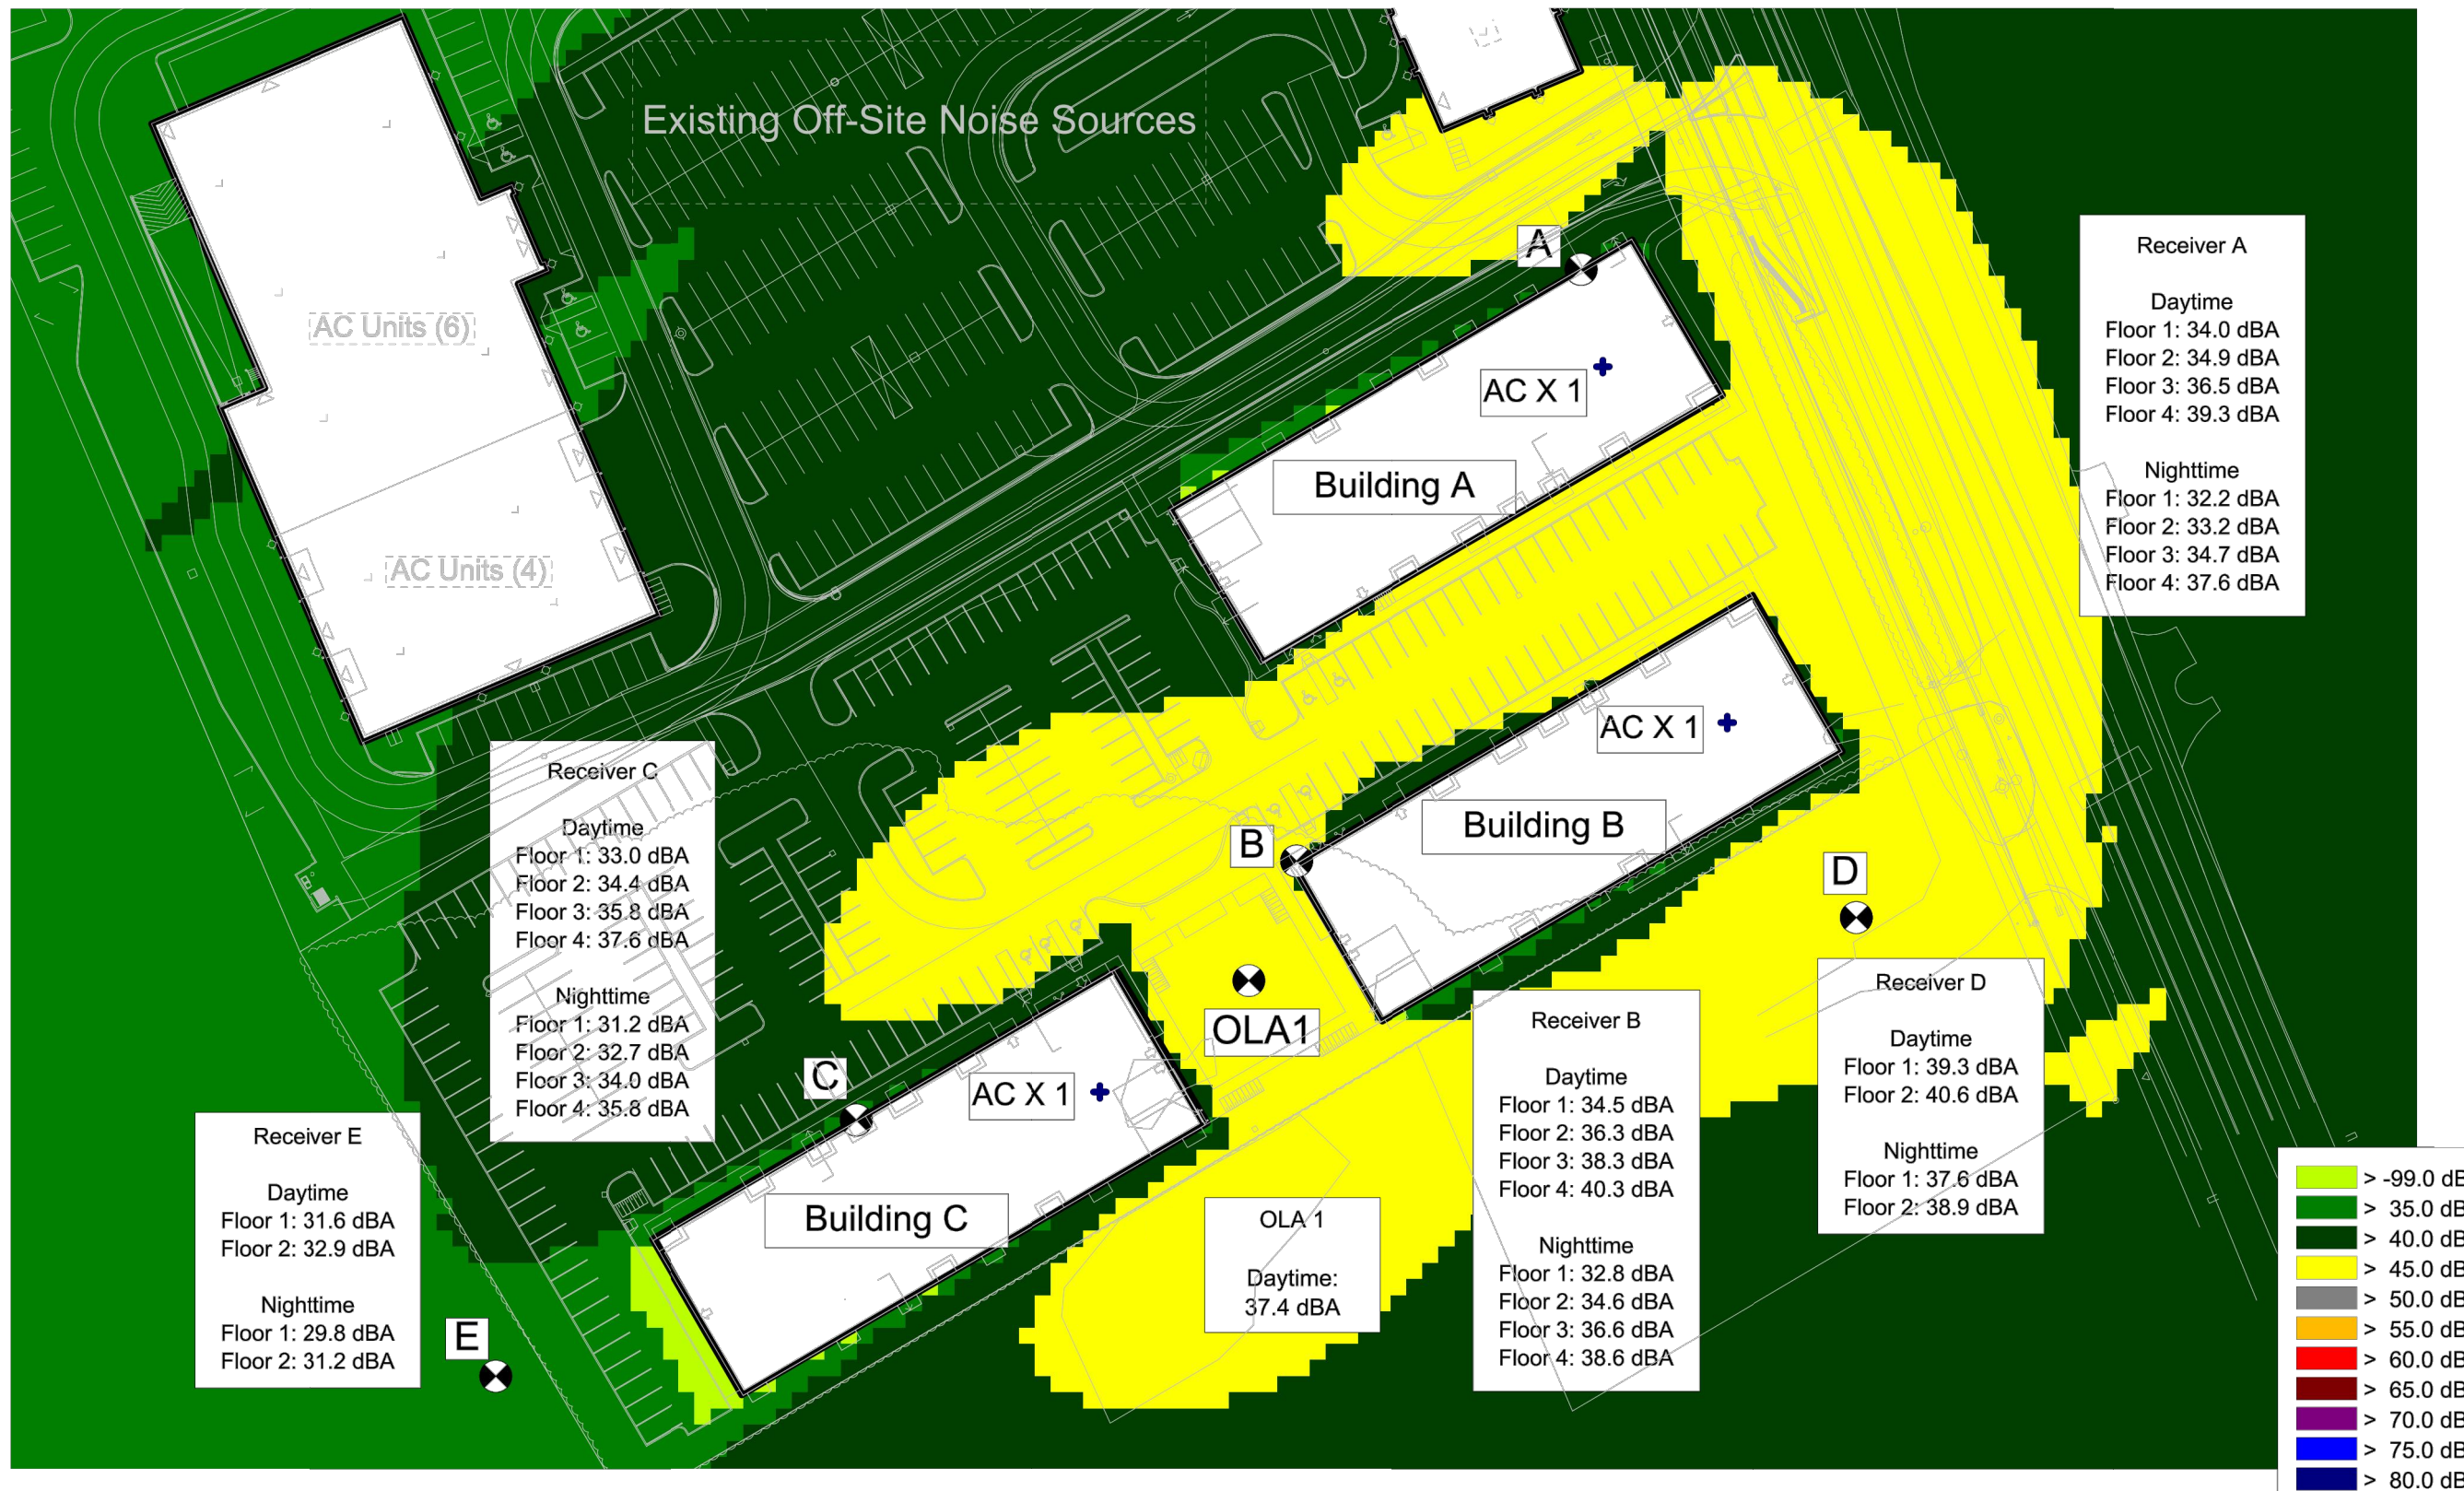 Existing Off-Site Noise Sources
A
Receiver A
Daytime
Floor 1: 34.0 dBA
Floor 2: 34.9 dBA
Floor 3: 36.5 dBA
Floor 4: 39.3 dBA
Nighttime
Floor 1: 32.2 dBA
Floor 2: 33.2 dBA
Floor 3: 34.7 dBA
Floor 4: 37.6 dBA
AC Units (6)
AC X 1
Building A
AC Units (4)
AC X 1
Building B
Receiver C
Daytime
Floor 1: 33.0 dBA
Floor 2: 34.4 dBA
Floor 3: 35.8 dBA
Floor 4: 37.6 dBA
Nighttime
Floor 1: 31.2 dBA
Floor 2: 32.7 dBA
Floor 3: 34.0 dBA
Floor 4: 35.8 dBA
B
D
OLA1
Receiver D
Daytime
Floor 1: 39.3 dBA
Floor 2: 40.6 dBA
Nighttime
Floor 1: 37.6 dBA
Floor 2: 38.9 dBA
Receiver B
Daytime
Floor 1: 34.5 dBA
Floor 2: 36.3 dBA
Floor 3: 38.3 dBA
Floor 4: 40.3 dBA
Nighttime
Floor 1: 32.8 dBA
Floor 2: 34.6 dBA
Floor 3: 36.6 dBA
Floor 4: 38.6 dBA
C
AC X 1
Building C
Receiver E
Daytime
Floor 1: 31.6 dBA
Floor 2: 32.9 dBA
Nighttime
Floor 1: 29.8 dBA
Floor 2: 31.2 dBA
E
OLA 1
Daytime:
37.4 dBA
> -99.0 dB
> 35.0 dB
> 40.0 dB
> 45.0 dB
> 50.0 dB
> 55.0 dB
> 60.0 dB
> 65.0 dB
> 70.0 dB
> 75.0 dB
> 80.0 dB